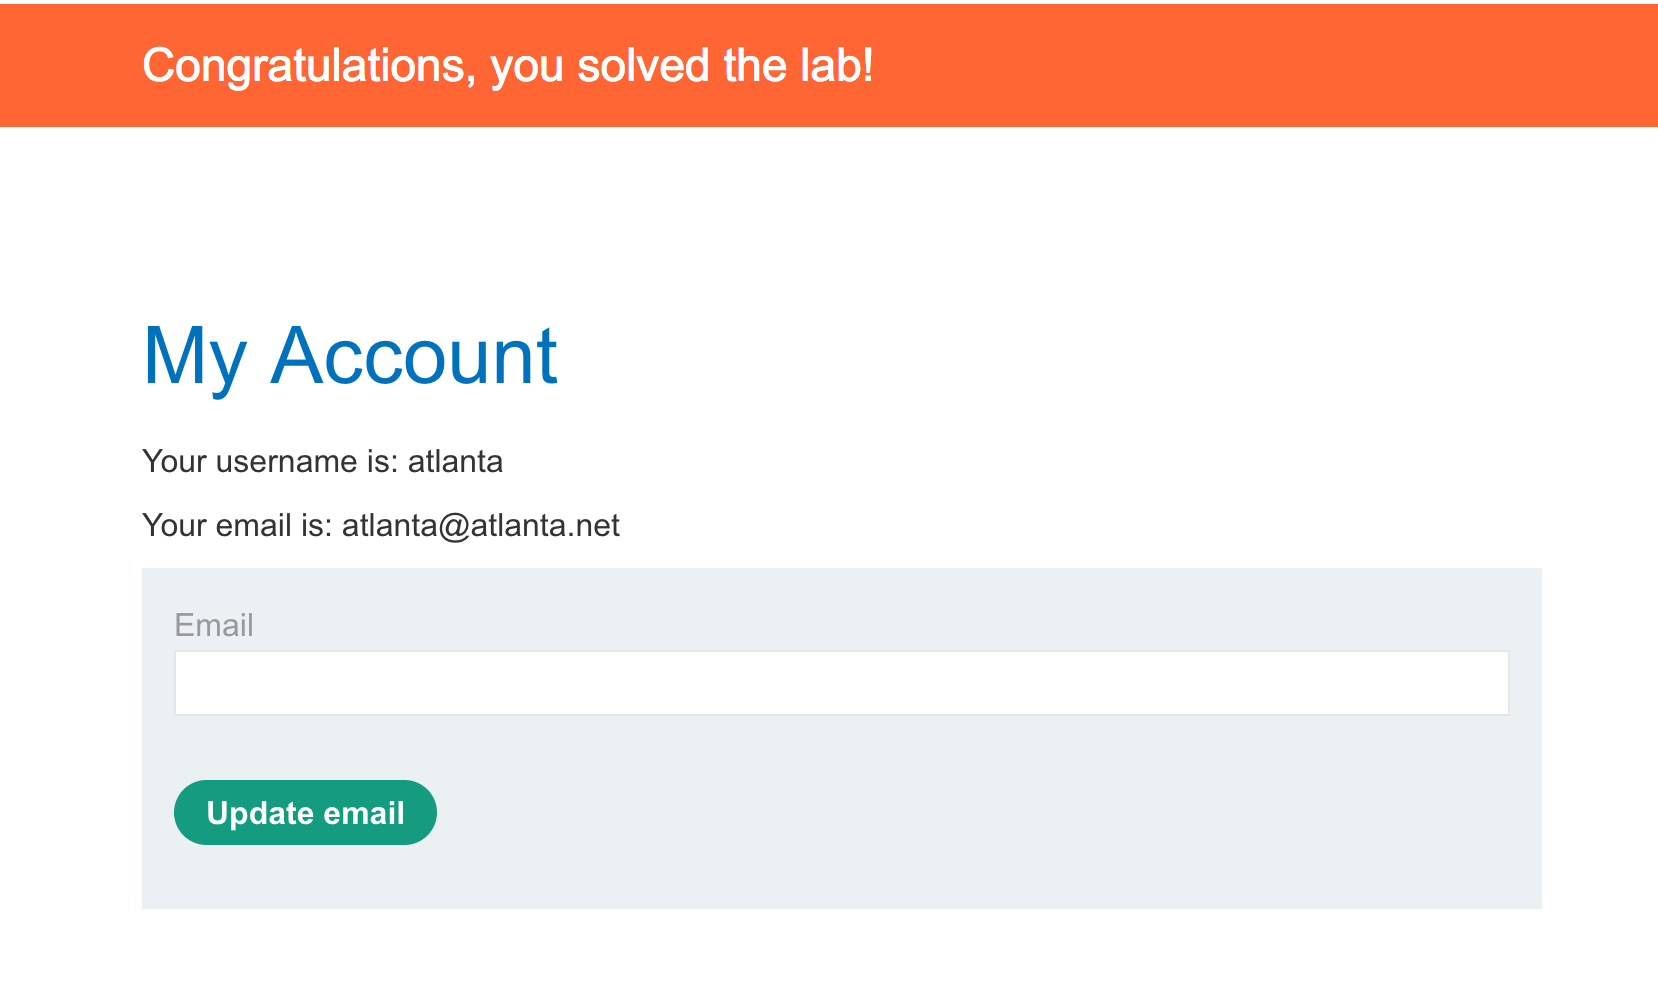 Congratulations, you solved the lab!
My Account
Your username is: atlanta
Your email is: atlanta@atlanta.net
Email
Update email